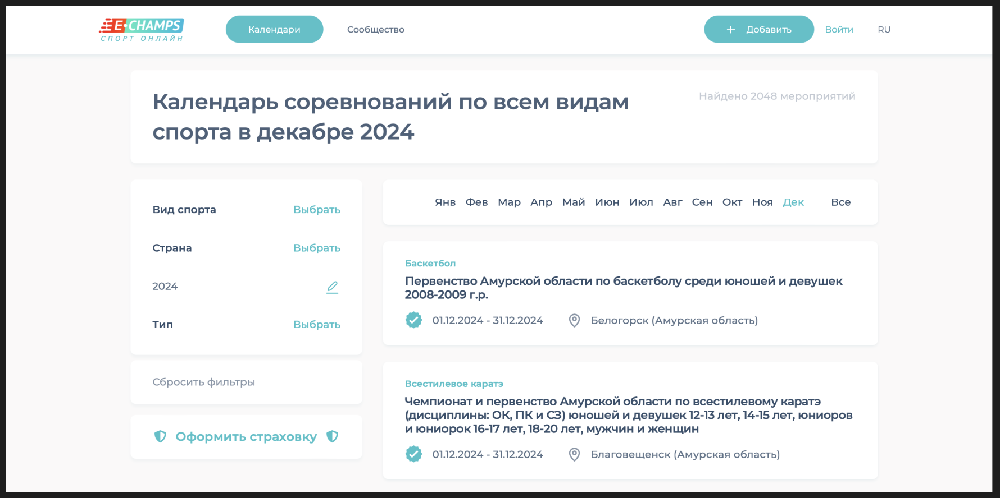 E·CHAMPS
СПОРТ ОНЛАЙН
Календари
Сообщество
+ Добавить
Войти
RU
Календарь соревнований по всем видам
спорта в декабре 2024
Найдено 2048 мероприятий
Вид спорта
Выбрать
Страна
Выбрать
2024
Тип
Выбрать
Сбросить фильтры
Оформить страховку
Янв Фев Мар Апр Май Июн Июл Авг Сен Окт Ноя Дек Все
Баскетбол
Первенство Амурской области по баскетболу среди юношей и девушек
2008-2009 г.р.
01.12.2024 - 31.12.2024
Белогорск (Амурская область)
Всестилевое каратэ
Чемпионат и первенство Амурской области по всестилевому каратэ
(дисциплины: ОК, ПК и СЗ) юношей и девушек 12-13 лет, 14-15 лет, юниоров
и юниорок 16-17 лет, 18-20 лет, мужчин и женщин
01.12.2024 - 31.12.2024
Благовещенск (Амурская область)